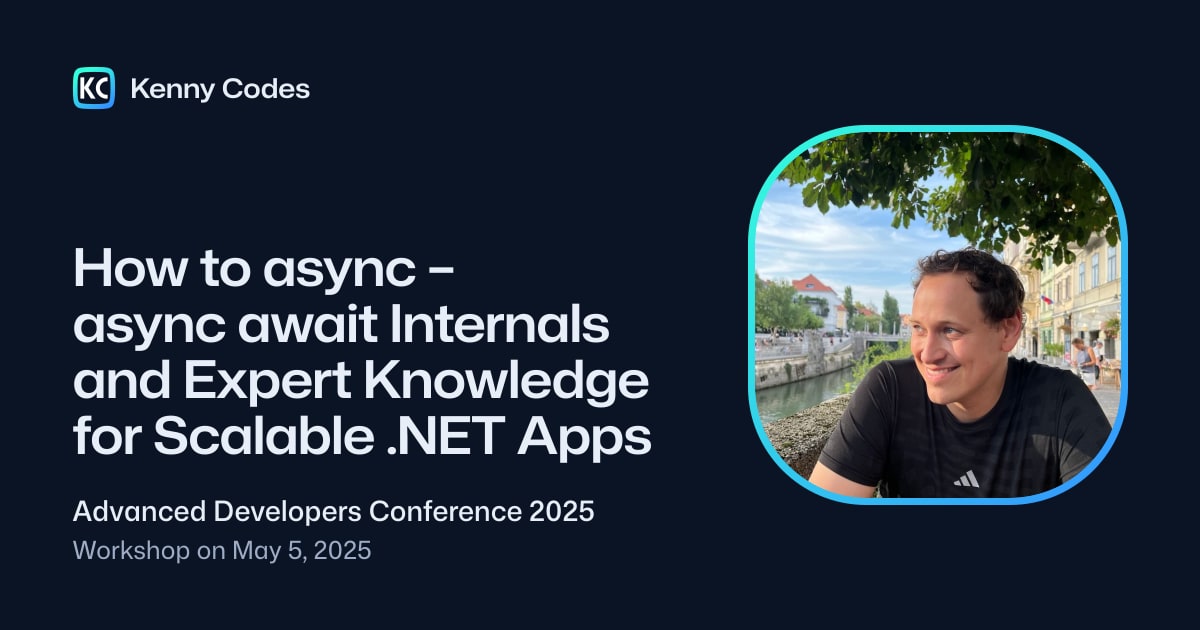 KC
Kenny Codes
How to async –
async await Internals
and Expert Knowledge
for Scalable .NET Apps
Advanced Developers Conference 2025
Workshop on May 5, 2025